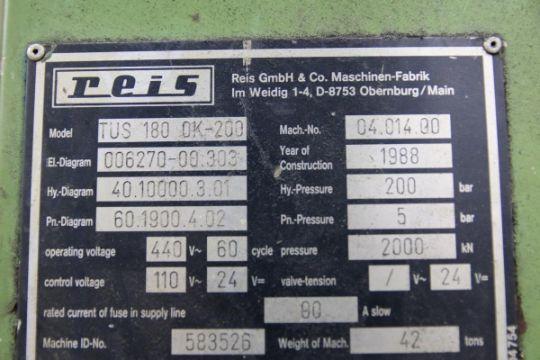 reis
Reis GmbH & Co. Maschinen-Fabrik
Im Weidig 1-4, D-8753 Obernburg/Main
Model TUS 180 OK-200 Mach.-No. 04.014.00
El.-Diagram 006270-00.303 Year of Construction 1988
Hy.-Diagram 40.10000.3.01 Hy.-Pressure 200 bar
Pn.-Diagram 60.1900.4.02 Pn.-Pressure 5 bar
operating voltage 440 V~ 60 cycle pressure 2000 kN
control voltage 110 V~ 24 V= valve-tension / V~ 24 V=
rated current of fuse in supply line 90 A slow
Machine ID-No. 583526 Weight of Mach. 42 tons